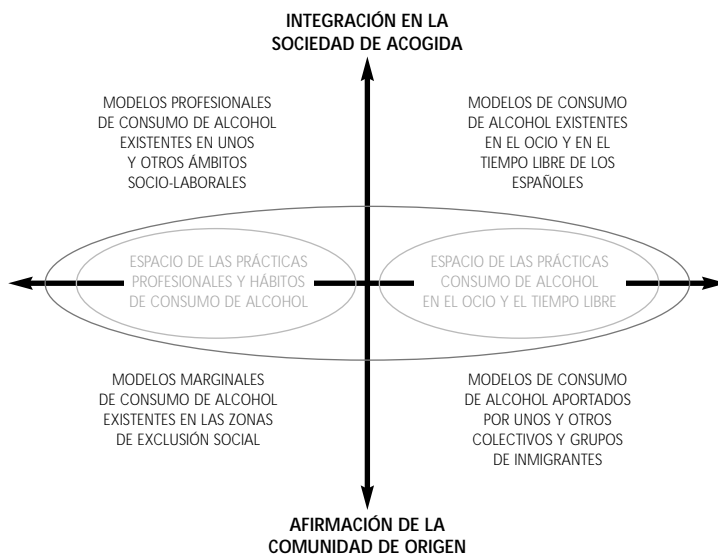 INTEGRACIÓN EN LA
SOCIEDAD DE ACOGIDA
MODELOS PROFESIONALES
DE CONSUMO DE ALCOHOL
EXISTENTES EN UNOS
Y OTROS ÁMBITOS
SOCIO-LABORALES
MODELOS DE CONSUMO
DE ALCOHOL EXISTENTES
EN EL OCIO Y EN EL
TIEMPO LIBRE DE LOS
ESPAÑOLES
ESPACIO DE LAS PRÁCTICAS
PROFESIONALES Y HÁBITOS
DE CONSUMO DE ALCOHOL
ESPACIO DE LAS PRÁCTICAS
CONSUMO DE ALCOHOL
EN EL OCIO Y EL TIEMPO LIBRE
MODELOS MARGINALES
DE CONSUMO DE ALCOHOL
EXISTENTES EN LAS ZONAS
DE EXCLUSIÓN SOCIAL
MODELOS DE CONSUMO
DE ALCOHOL APORTADOS
POR UNOS Y OTROS
COLECTIVOS Y GRUPOS
DE INMIGRANTES
AFIRMACIÓN DE LA
COMUNIDAD DE ORIGEN